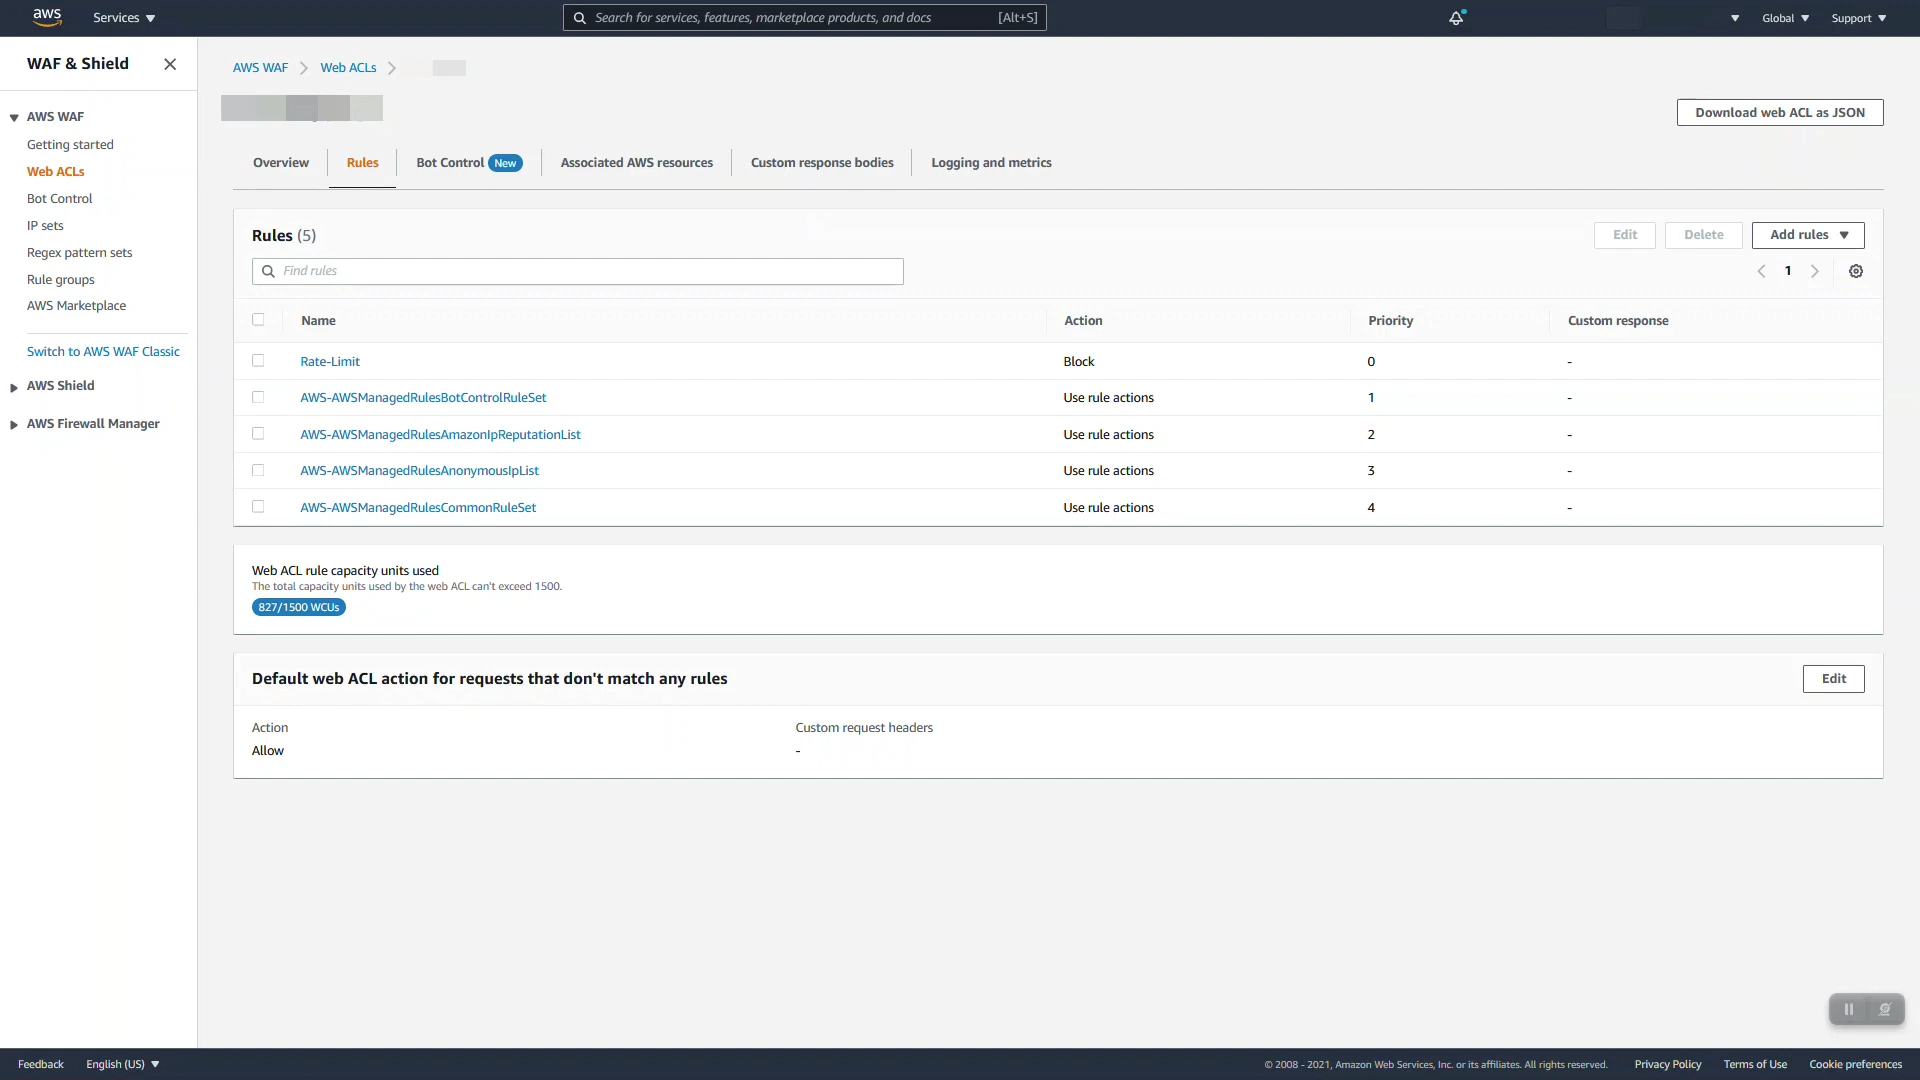 aws Services Search for services, features, marketplace products, and docs [Alt+S] Global Support
WAF & Shield
AWS WAF
Getting started
Web ACLs
Bot Control
IP sets
Regex pattern sets
Rule groups
AWS Marketplace
Switch to AWS WAF Classic
AWS Shield
AWS Firewall Manager
AWS WAF Web ACLs
Download web ACL as JSON
Overview Rules Bot Control New Associated AWS resources Custom response bodies Logging and metrics
Rules (5) Edit Delete Add rules
Find rules 1
Name Action Priority Custom response
Rate-Limit Block 0 -
AWS-AWSManagedRulesBotControlRuleSet Use rule actions 1 -
AWS-AWSManagedRulesAmazonIpReputationList Use rule actions 2 -
AWS-AWSManagedRulesAnonymousIpList Use rule actions 3 -
AWS-AWSManagedRulesCommonRuleSet Use rule actions 4 -
Web ACL rule capacity units used
The total capacity units used by the web ACL can't exceed 1500.
827/1500 WCUs
Default web ACL action for requests that don't match any rules Edit
Action Custom request headers
Allow -
Feedback English (US) © 2008 - 2021, Amazon Web Services, Inc. or its affiliates. All rights reserved. Privacy Policy Terms of Use Cookie preferences